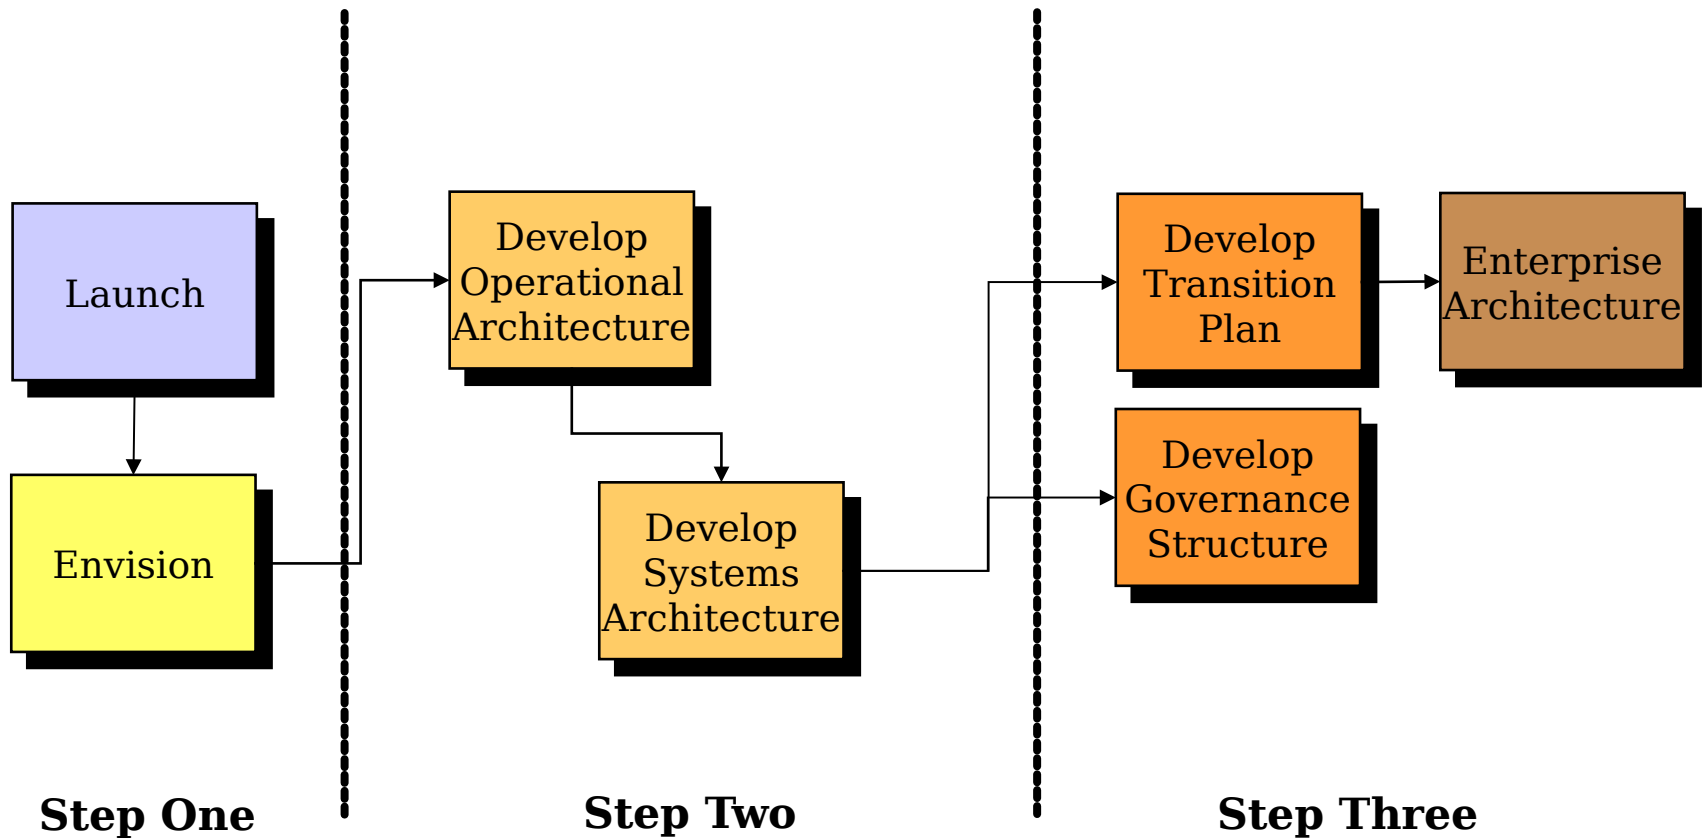 Launch
Envision
Step One
Develop
Operational
Architecture
Develop
Systems
Architecture
Step Two
Develop
Transition
Plan
Enterprise
Architecture
Develop
Governance
Structure
Step Three